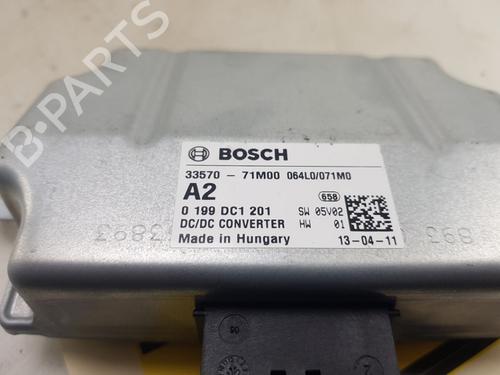 B-PARTS
BOSCH
33570 - 71M00 064L0/071M0
A2 658
0 199 DC1 201 SW 05V02
DC/DC CONVERTER HW 01
Made in Hungary 13-04-11